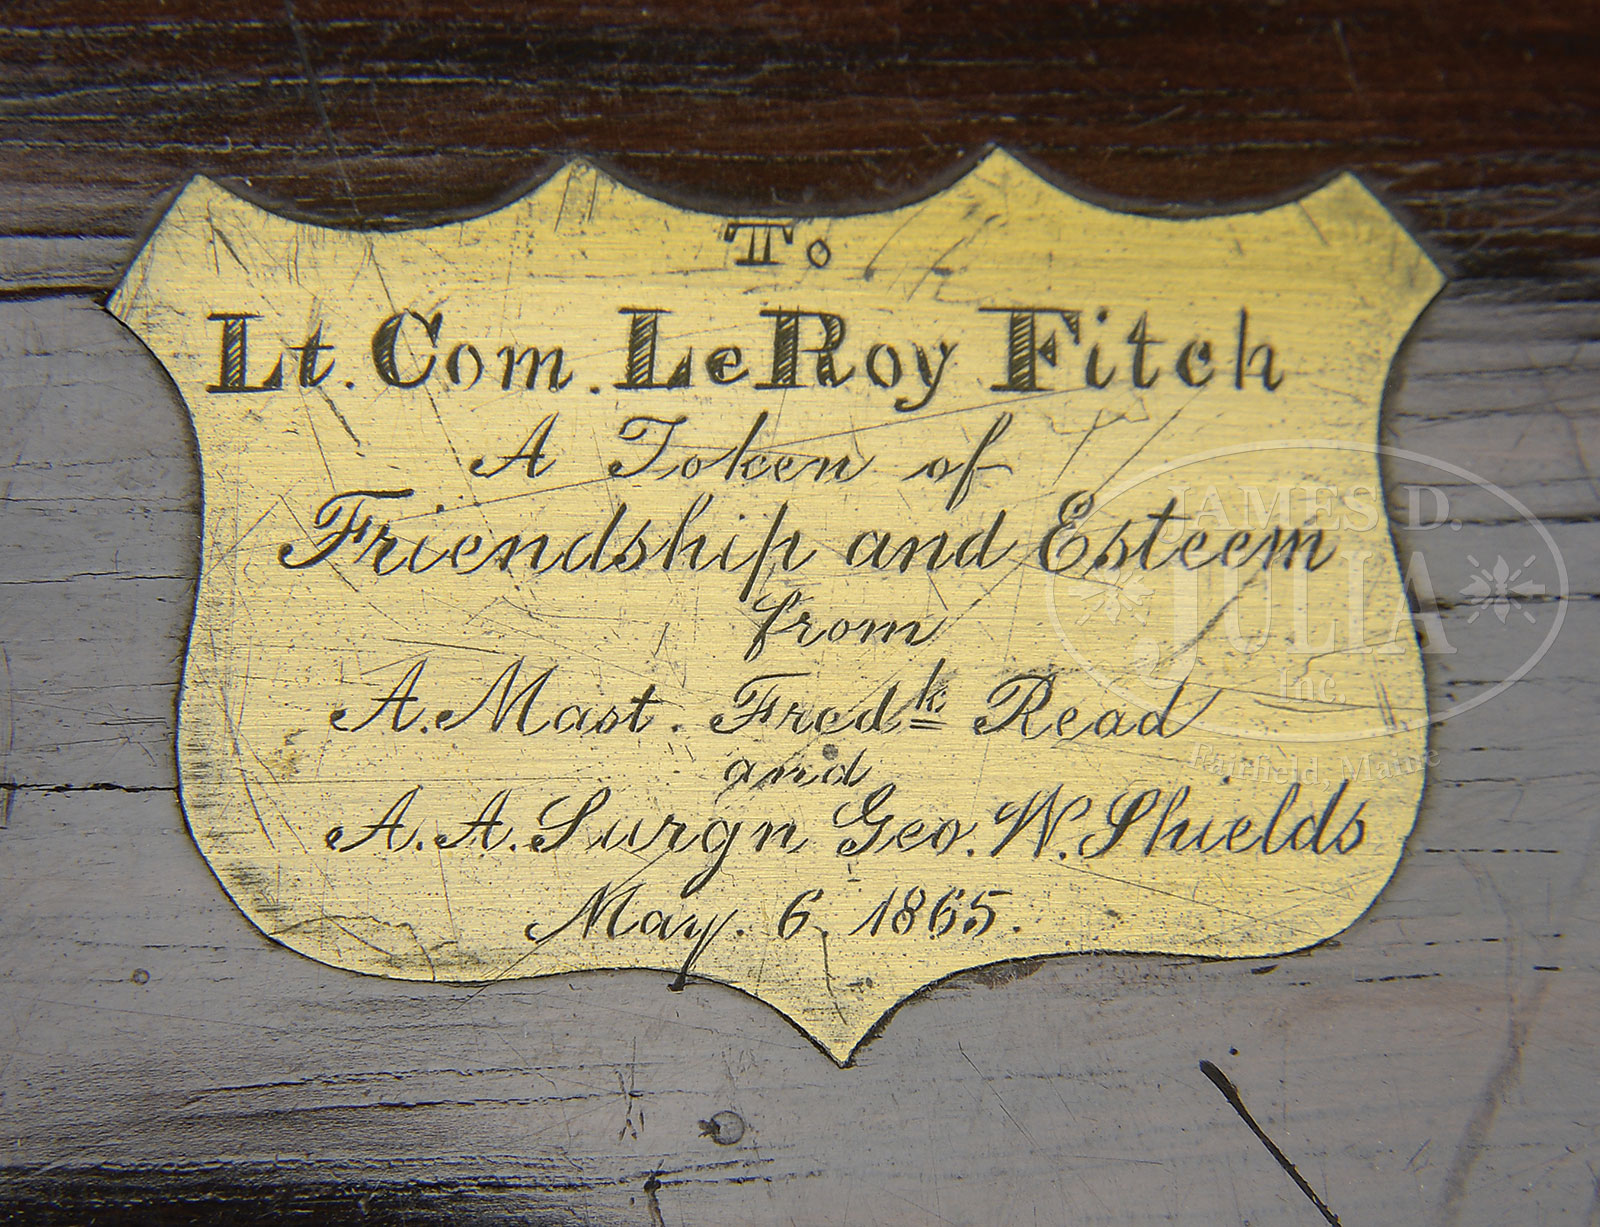 To
Lt. Com. LeRoy Fitch
A Token of
Friendship and Esteem
from
A. Mast. Fredk. Read
and
A. A. Surgn Geo. W. Shields
May. 6, 1865.
JAMES D.
JULIA
Inc.
Fairfield, Maine